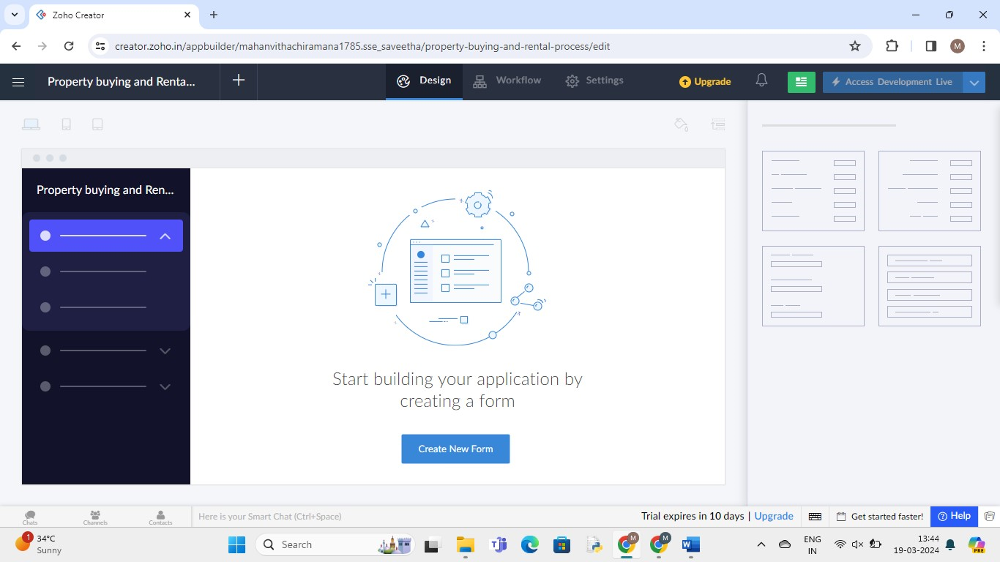 Zoho Creator
creator.zoho.in/appbuilder/mahanvithachiramana1785.sse_saveetha/property-buying-and-rental-process/edit
M
Property buying and Renta...
Design
Workflow
Settings
Upgrade
Access Development Live
Property buying and Ren...
Start building your application by
creating a form
Create New Form
Chats
Channels
Contacts
Here is your Smart Chat (Ctrl+Space)
Trial expires in 10 days | Upgrade
Get started faster!
Help
1
34°C
Sunny
Search
M
M
ENG
IN
13:44
19-03-2024
PRE